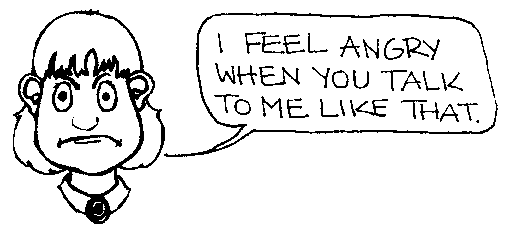 I FEEL ANGRY
WHEN YOU TALK
TO ME LIKE THAT.